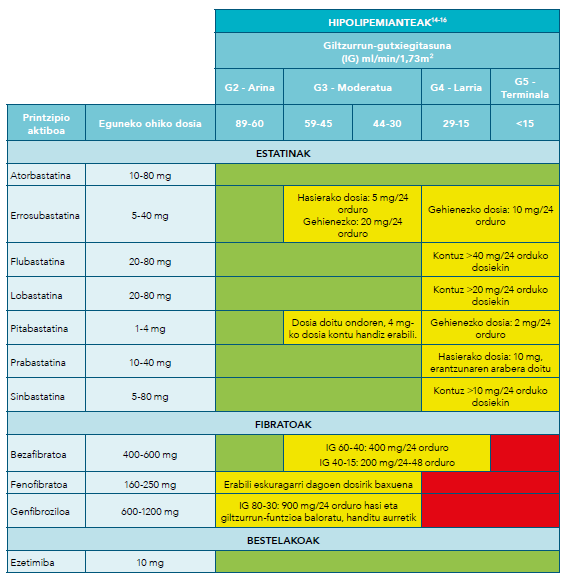 HIPOLIPEMIANTEAK¹⁴⁻¹⁶
Giltzurrun-gutxiegitasuna
(IG) ml/min/1,73m²
G2 - Arina
G3 - Moderatua
G4 - Larria
G5 -
Terminala
Printzipio
aktiboa
Eguneko ohiko dosia
89-60
59-45
44-30
29-15
<15
ESTATINAK
Atorbastatina
10-80 mg
Errosubastatina
5-40 mg
Hasierako dosia: 5 mg/24
orduro
Gehienezko: 20 mg/24
orduro
Gehienezko dosia: 10 mg/24
orduro
Flubastatina
20-80 mg
Kontuz >40 mg/24 orduko
dosiekin
Lobastatina
20-80 mg
Kontuz >20 mg/24 orduko
dosiekin
Pitabastatina
1-4 mg
Dosia doitu ondoren, 4 mg-
ko dosia kontu handiz erabili.
Gehienezko dosia: 2 mg/24
orduro
Prabastatina
10-40 mg
Hasierako dosia: 10 mg,
erantzunaren arabera doitu
Sinbastatina
5-80 mg
Kontuz >10 mg/24 orduko
dosiekin
FIBRATOAK
Bezafibratoa
400-600 mg
IG 60-40: 400 mg/24 orduro
IG 40-15: 200 mg/24-48 orduro
Fenofibratoa
160-250 mg
Erabili eskuragarri dagoen dosirik baxuena
Genfibroziloa
600-1200 mg
IG 80-30: 900 mg/24 orduro hasi eta
giltzurrun-funtzioa baloratu, handitu aurretik
BESTELAKOAK
Ezetimiba
10 mg